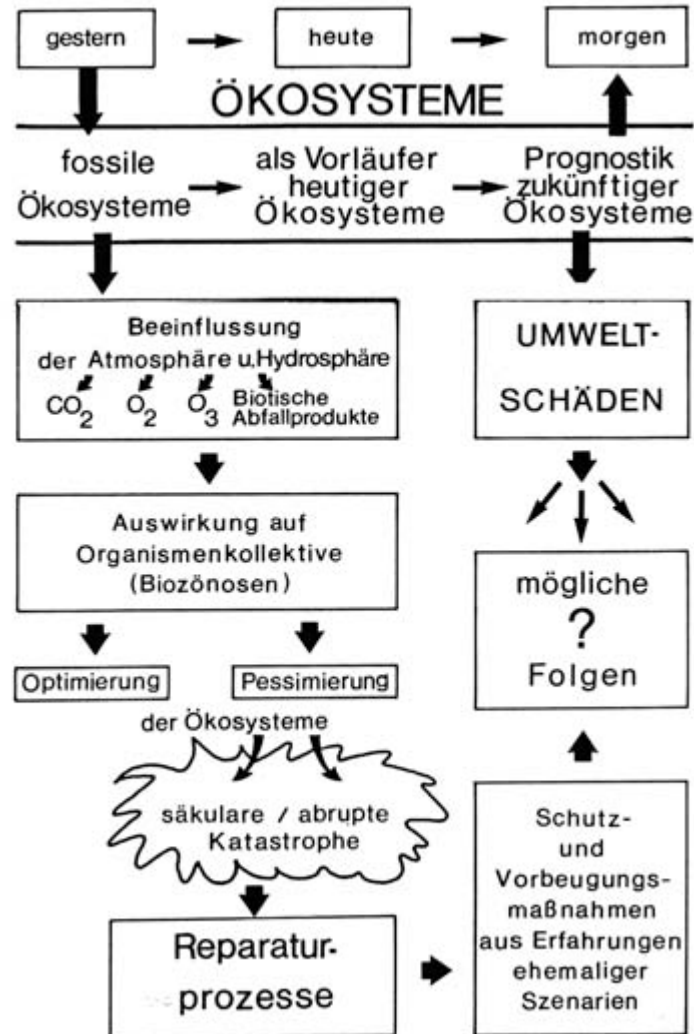 gestern heute morgen
ÖKOSYSTEME
fossile
Ökosysteme
als Vorläufer
heutiger
Ökosysteme
Prognostik
zukünftiger
Ökosysteme
Beeinflussung
der Atmosphäre u. Hydrosphäre
CO2 O2 O3 Biotische
Abfallprodukte
Auswirkung auf
Organismenkollektive
(Biozönosen)
Optimierung Pessimierung
der Ökosysteme
säkulare / abrupte
Katastrophe
Reparatur-
prozesse
UMWELT-
SCHÄDEN
mögliche
?
Folgen
Schutz-
und
Vorbeugungs-
maßnahmen
aus Erfahrungen
ehemaliger
Szenarien